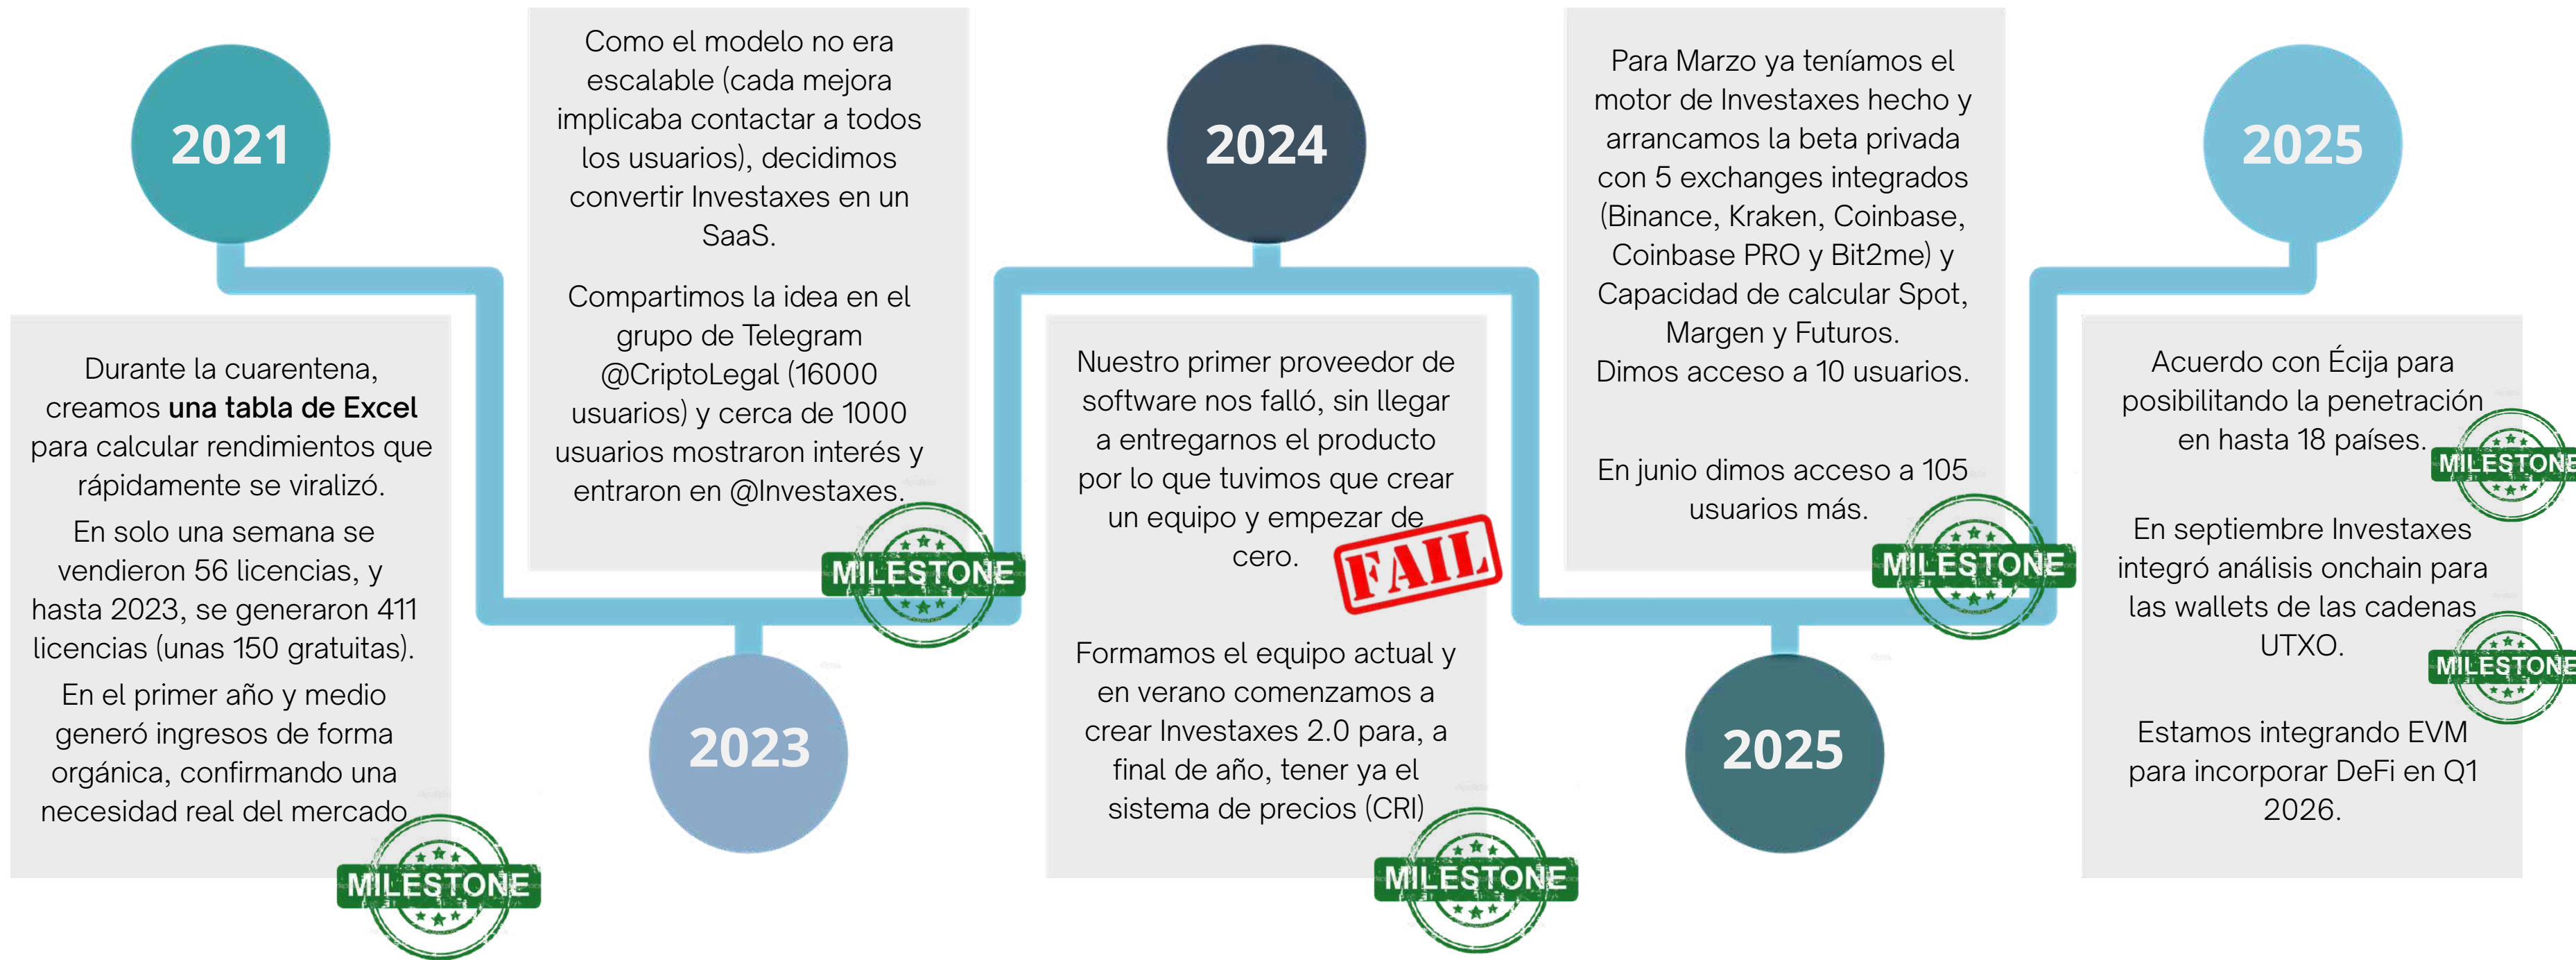 2021
Durante la cuarentena,
creamos una tabla de Excel
para calcular rendimientos que
rápidamente se viralizó.
En solo una semana se
vendieron 56 licencias, y
hasta 2023, se generaron 411
licencias (unas 150 gratuitas).
En el primer año y medio
generó ingresos de forma
orgánica, confirmando una
necesidad real del mercado
MILESTONE
Como el modelo no era
escalable (cada mejora
implicaba contactar a todos
los usuarios), decidimos
convertir Investaxes en un
SaaS.
Compartimos la idea en el
grupo de Telegram
@CriptoLegal (16000
usuarios) y cerca de 1000
usuarios mostraron interés y
entraron en @Investaxes.
MILESTONE
2023
2024
Nuestro primer proveedor de
software nos falló, sin llegar
a entregarnos el producto
por lo que tuvimos que crear
un equipo y empezar de
cero.
FAIL
Formamos el equipo actual y
en verano comenzamos a
crear Investaxes 2.0 para, a
final de año, tener ya el
sistema de precios (CRI)
MILESTONE
Para Marzo ya teníamos el
motor de Investaxes hecho y
arrancamos la beta privada
con 5 exchanges integrados
(Binance, Kraken, Coinbase,
Coinbase PRO y Bit2me) y
Capacidad de calcular Spot,
Margen y Futuros.
Dimos acceso a 10 usuarios.
En junio dimos acceso a 105
usuarios más.
MILESTONE
2025
2025
Acuerdo con Écija para
posibilitando la penetración
en hasta 18 países.
MILESTONE
En septiembre Investaxes
integró análisis onchain para
las wallets de las cadenas
UTXO.
MILESTONE
Estamos integrando EVM
para incorporar DeFi en Q1
2026.